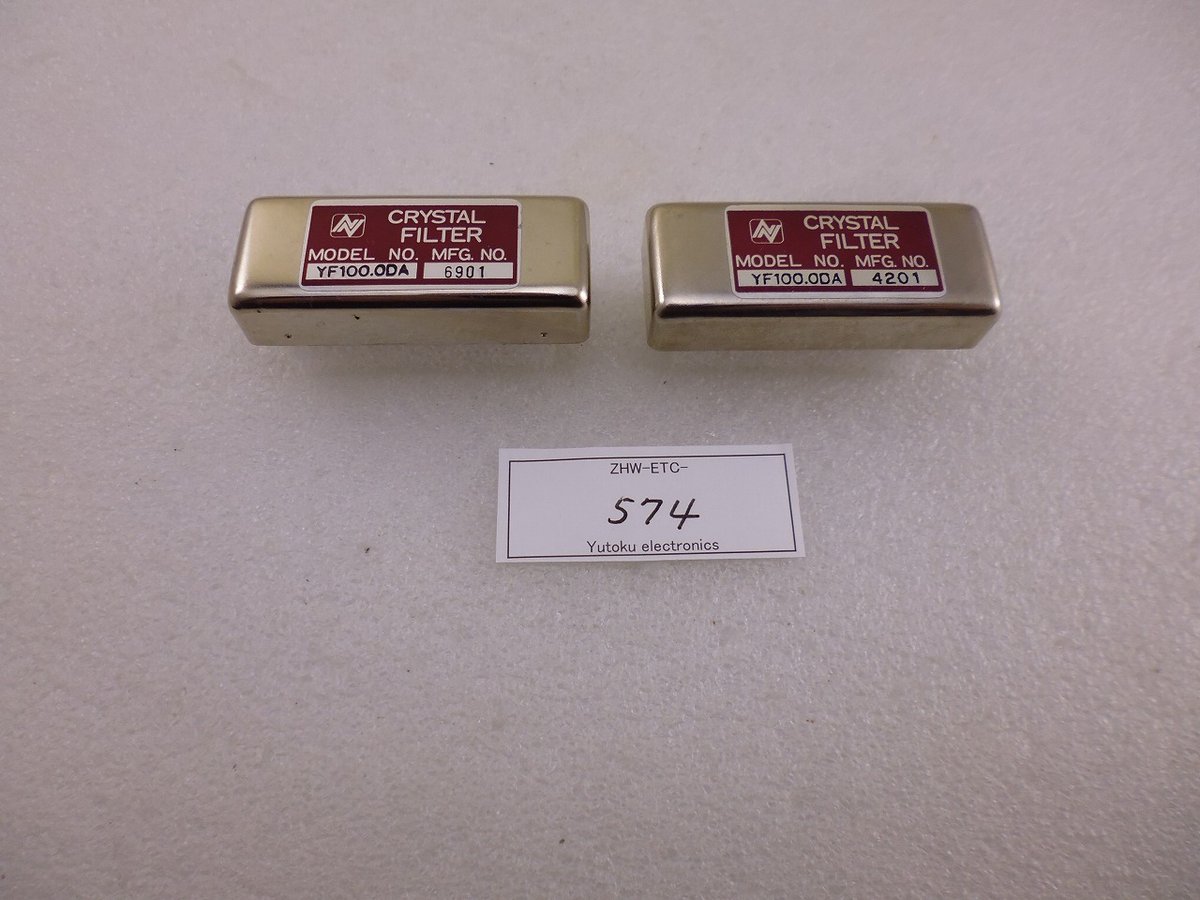 CRYSTAL
FILTER
MODEL NO. MFG. NO.
YF100.0DA 6901
CRYSTAL
FILTER
MODEL NO. MFG. NO.
YF100.0DA 4201
ZHW-ETC-
574
Yutoku electronics